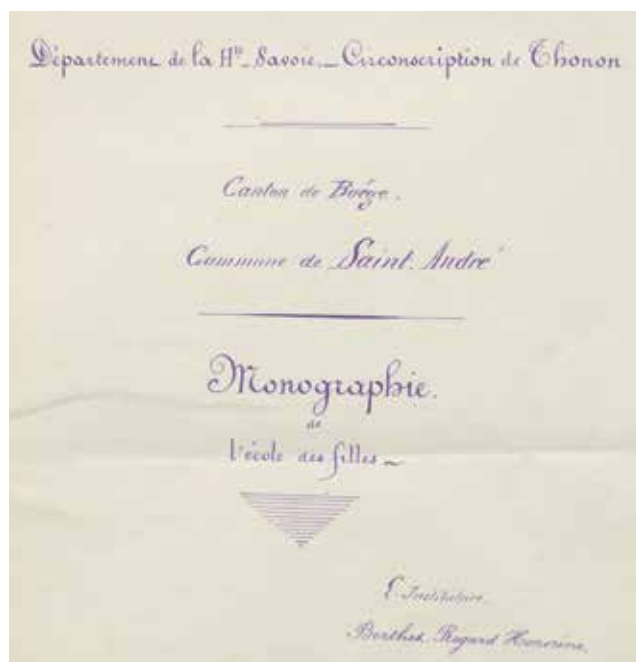 Département de la Hte Savoie._ Circonscription de Thonon
Canton de Boëge.
Commune de Saint. André
Monographie.
de
l'école des filles_
L'Institutrice
Berthet. Regard Honorine.